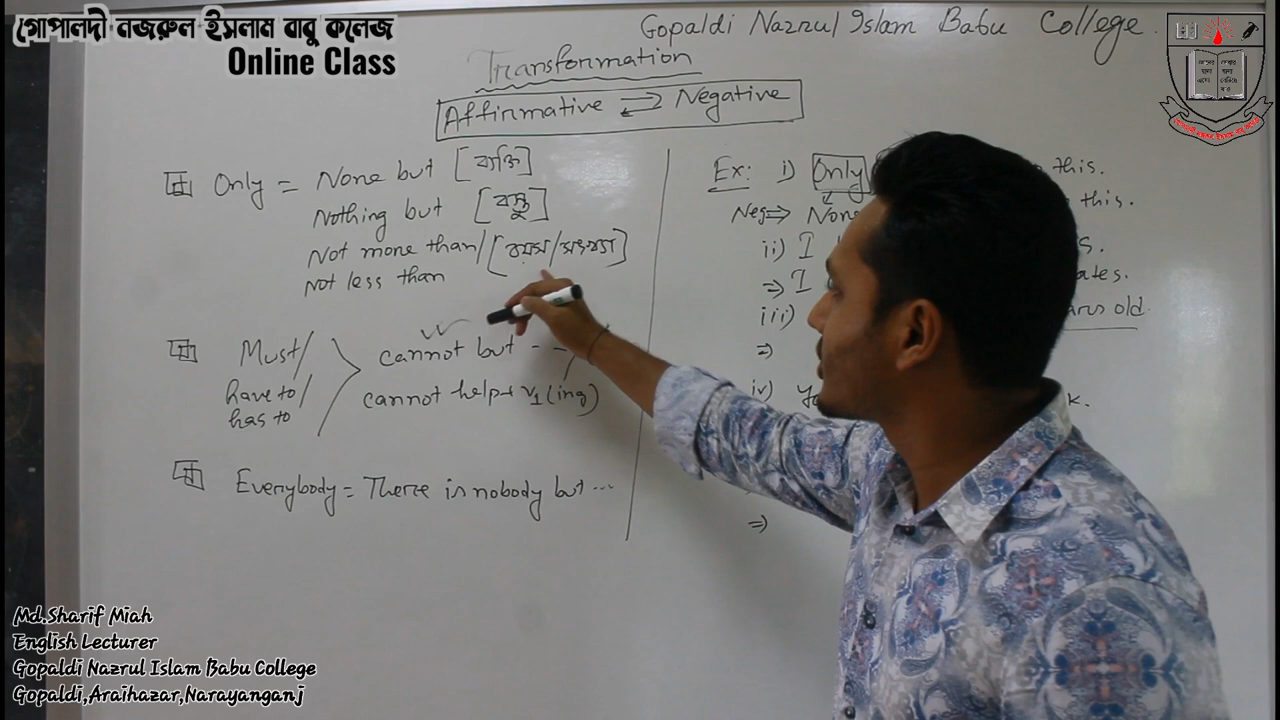 গোপালদী নজরুল ইসলাম বাবু কলেজ
Online Class
Gopaldi Nazrul Islam Babu College.
Transformation
Affirmative ⇄ Negative
Only = None but [ব্যক্তি]
Nothing but [বস্তু]
Not more than/ [বয়স/সংখ্যা]
not less than
Must/ cannot but - -
have to/ cannot help + v1 (ing)
has to
Everybody = There is nobody but ...
Ex: i) Only this.
Neg => None this.
ii) I s.
=> I ates.
iii) years old.
=>
iv) k.
=>
Md.Sharif Miah
English Lecturer
Gopaldi Nazrul Islam Babu College
Gopaldi,Araihazar,Narayanganj